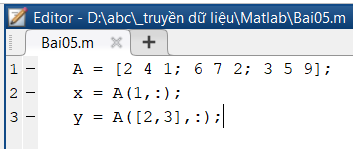 Editor - D:\abc\_truyền dữ liệu\Matlab\Bai05.m
Bai05.m × +
1 – A = [2 4 1; 6 7 2; 3 5 9];
2 – x = A(1,:);
3 – y = A([2,3],:);